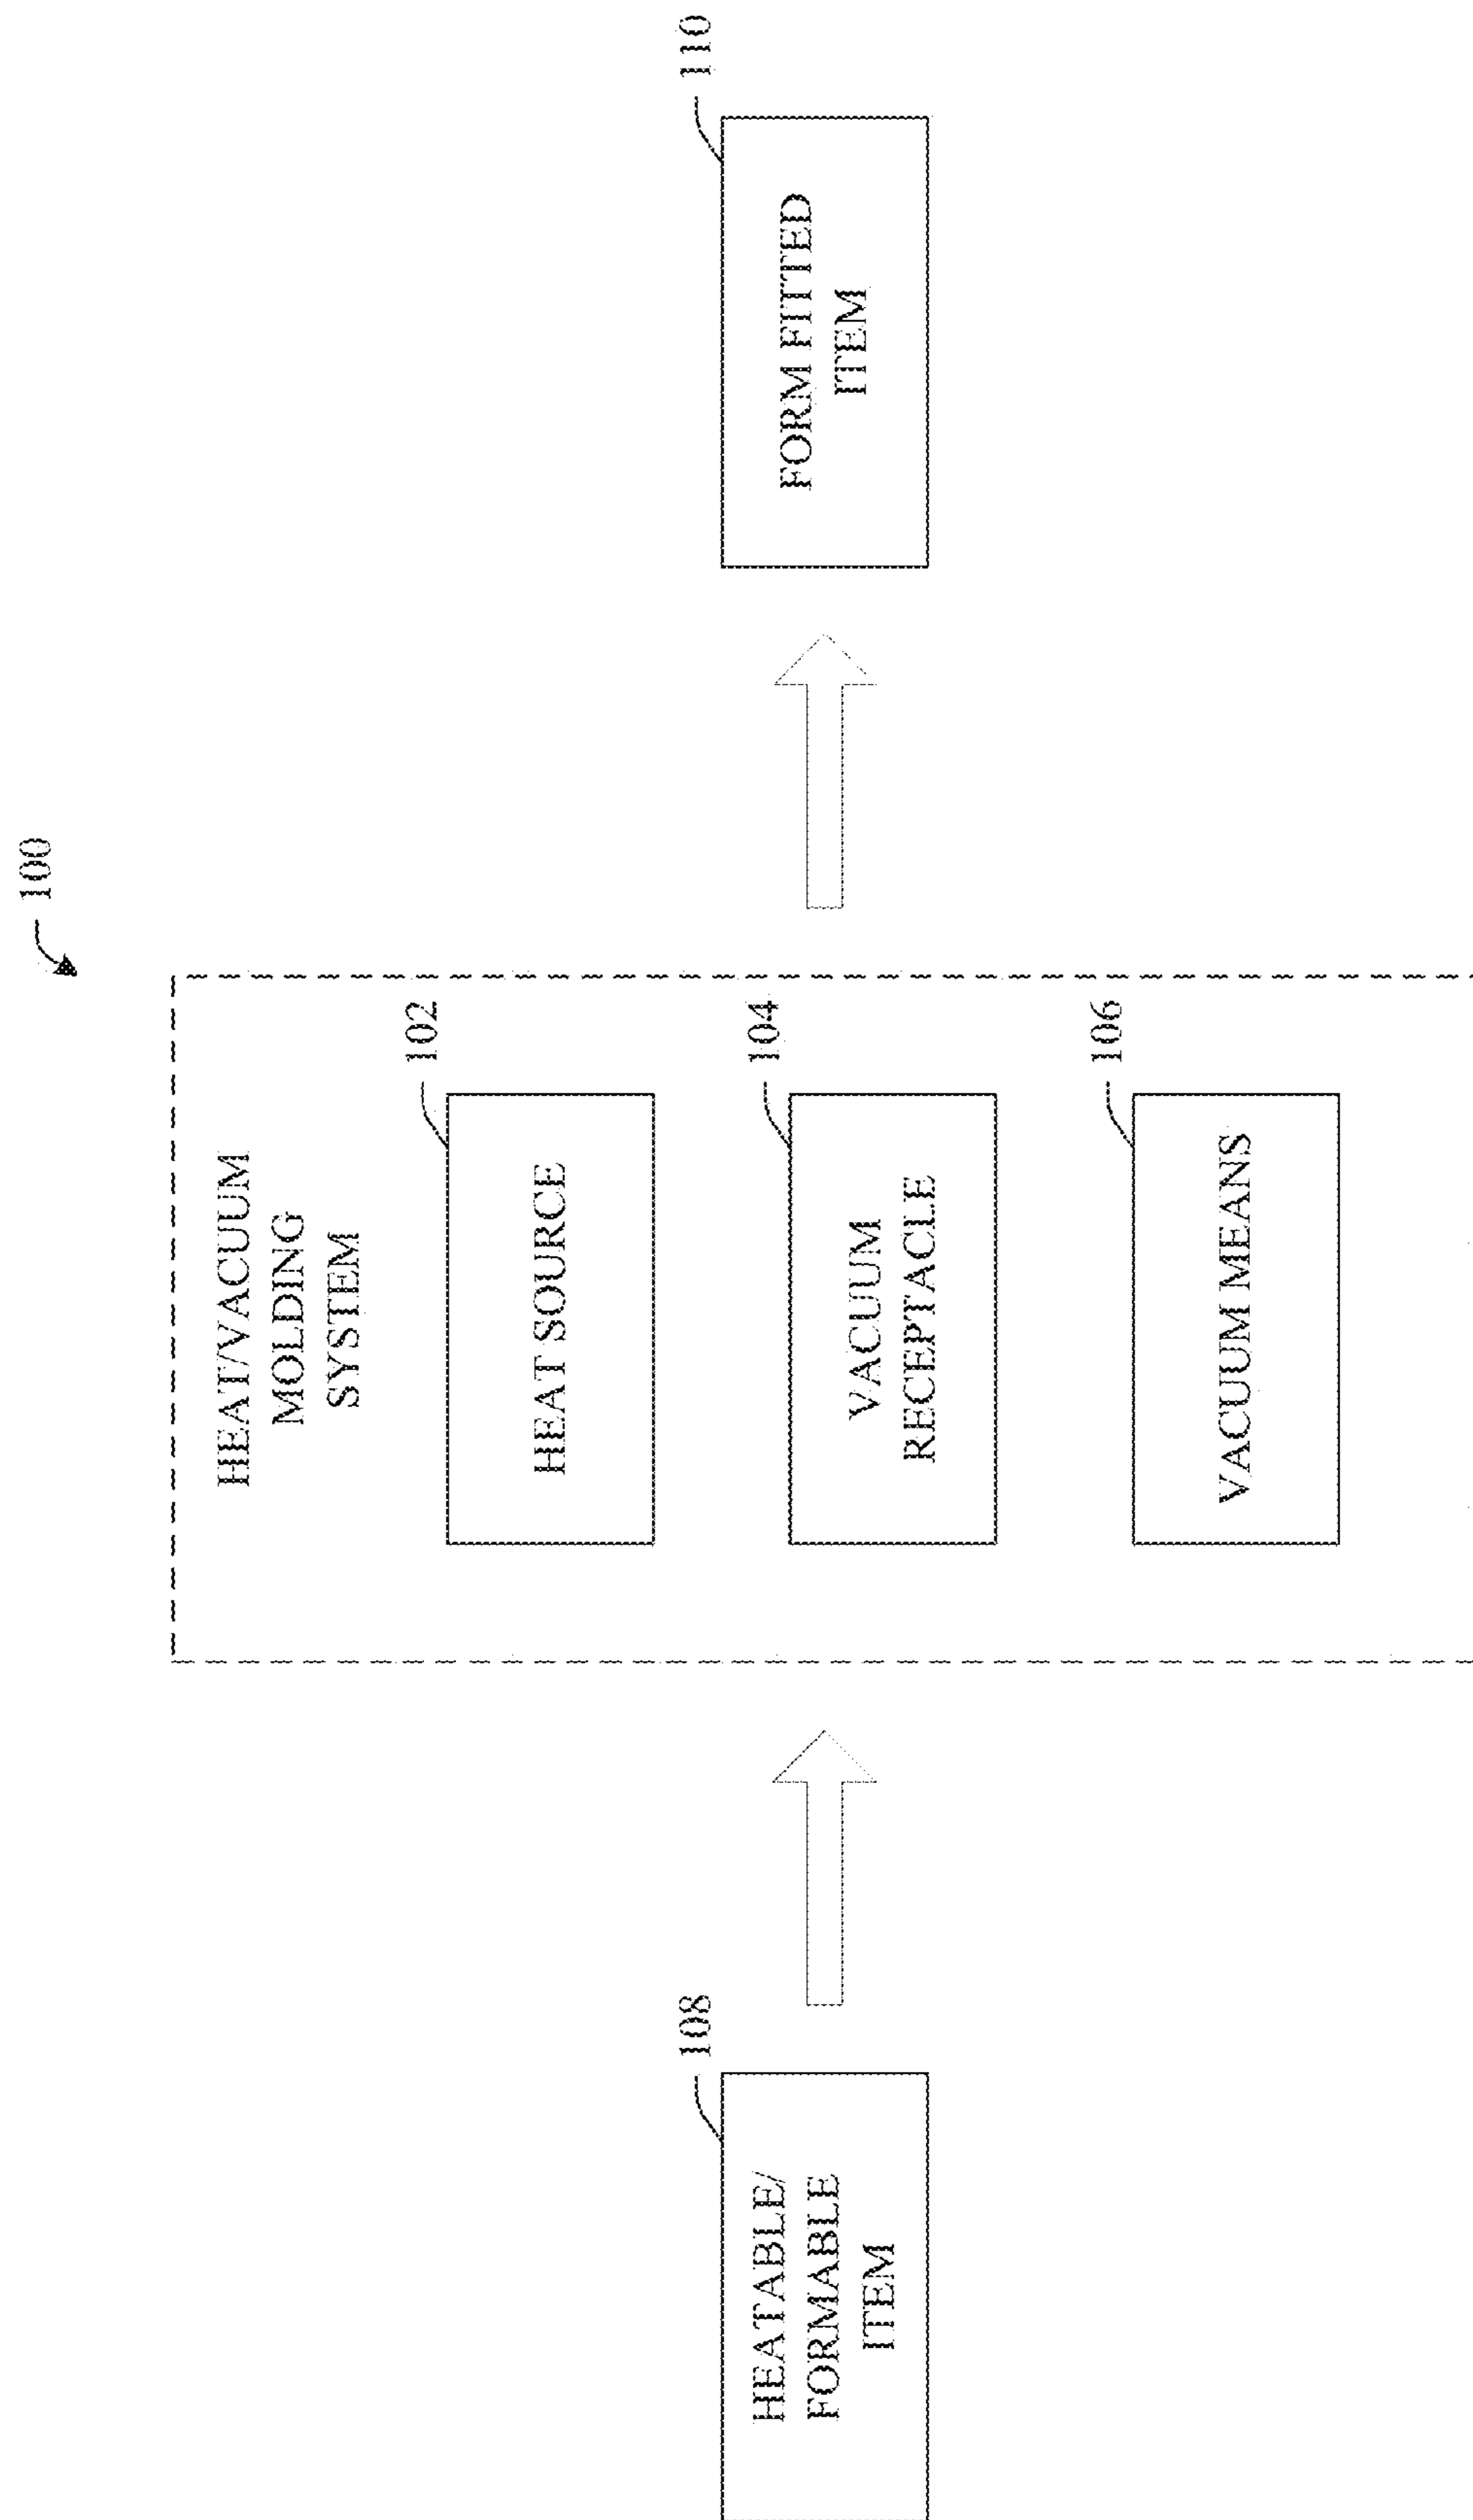 100
HEATABLE/
FORMABLE
ITEM
108
HEAT/VACUUM
MOLDING
SYSTEM
102
HEAT SOURCE
104
VACUUM
RECEPTACLE
106
VACUUM MEANS
110
FORM FITTED
ITEM